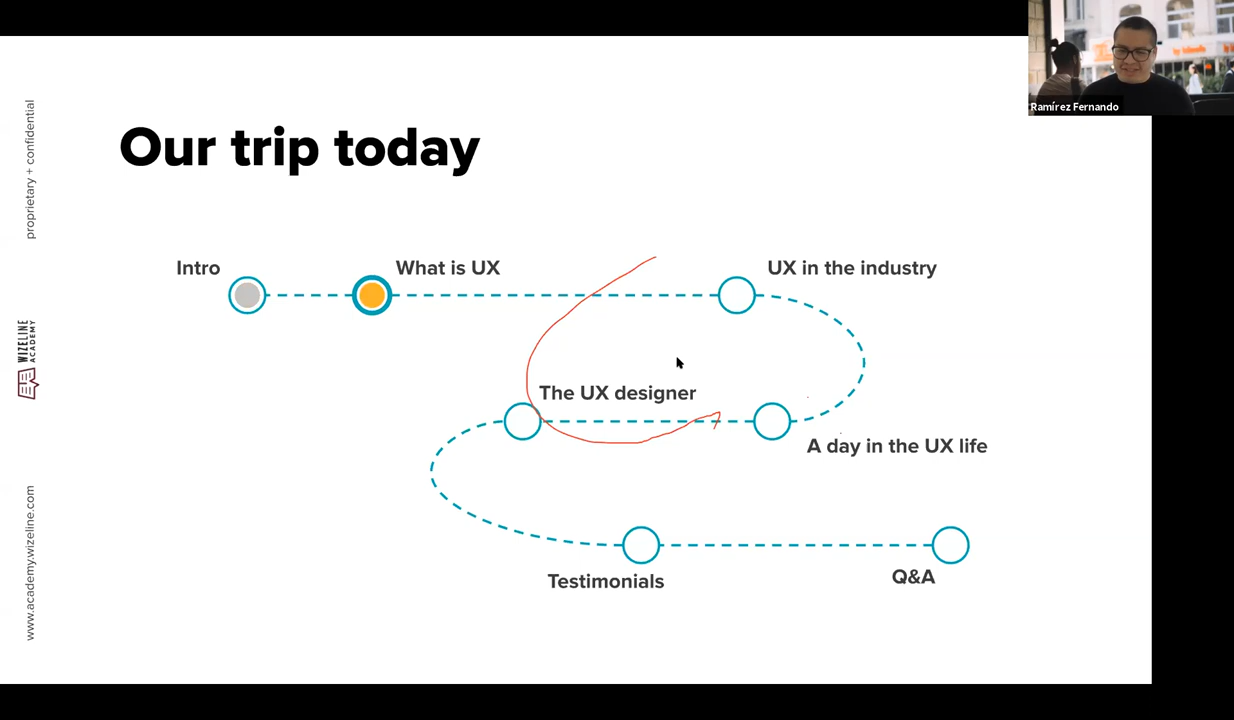 Ramírez Fernando
proprietary + confidential
Our trip today
Intro
What is UX
UX in the industry
WIZELINE
ACADEMY
The UX designer
A day in the UX life
www.academy.wizeline.com
Testimonials
Q&A